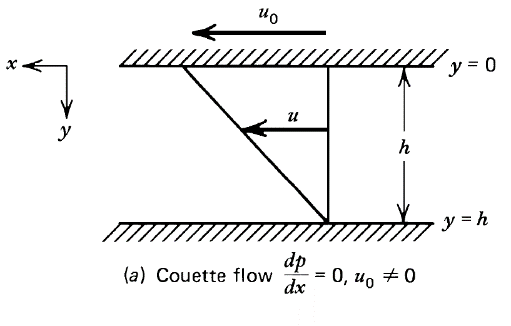 u₀
x
y = 0
y
u
h
y = h
(a) Couette flow dp/dx = 0, u₀ ≠ 0